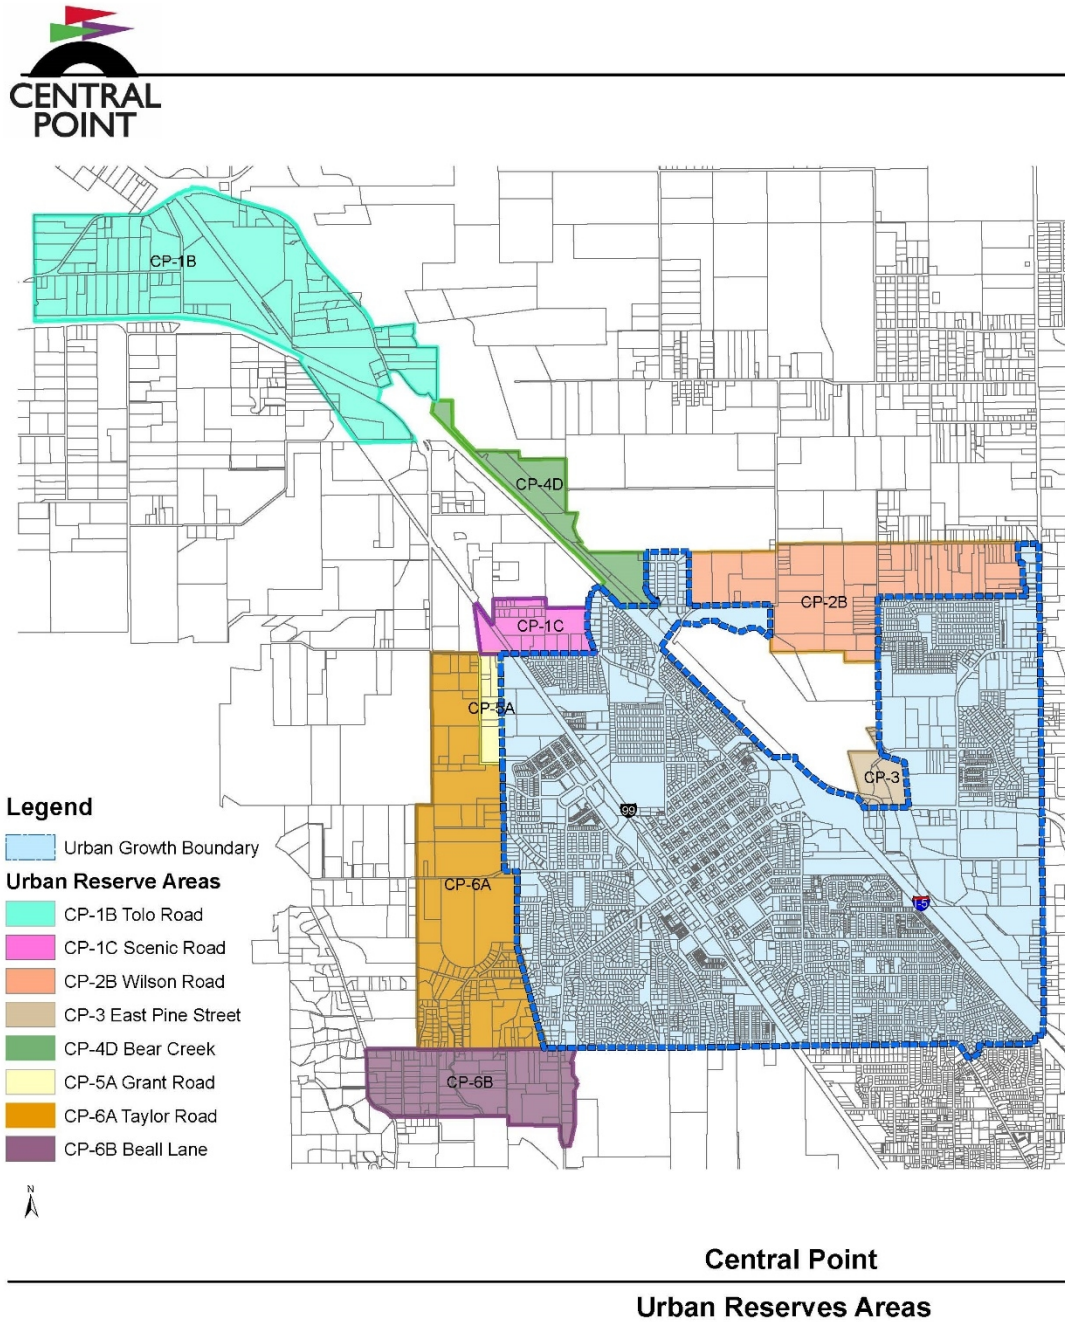 CENTRAL
POINT
CP-1B
CP-4D
CP-2B
CP-1C
CP-5A
CP-3
99
CP-6A
I-5
CP-6B
Legend
Urban Growth Boundary
Urban Reserve Areas
CP-1B Tolo Road
CP-1C Scenic Road
CP-2B Wilson Road
CP-3 East Pine Street
CP-4D Bear Creek
CP-5A Grant Road
CP-6A Taylor Road
CP-6B Beall Lane
N
Central Point
Urban Reserves Areas